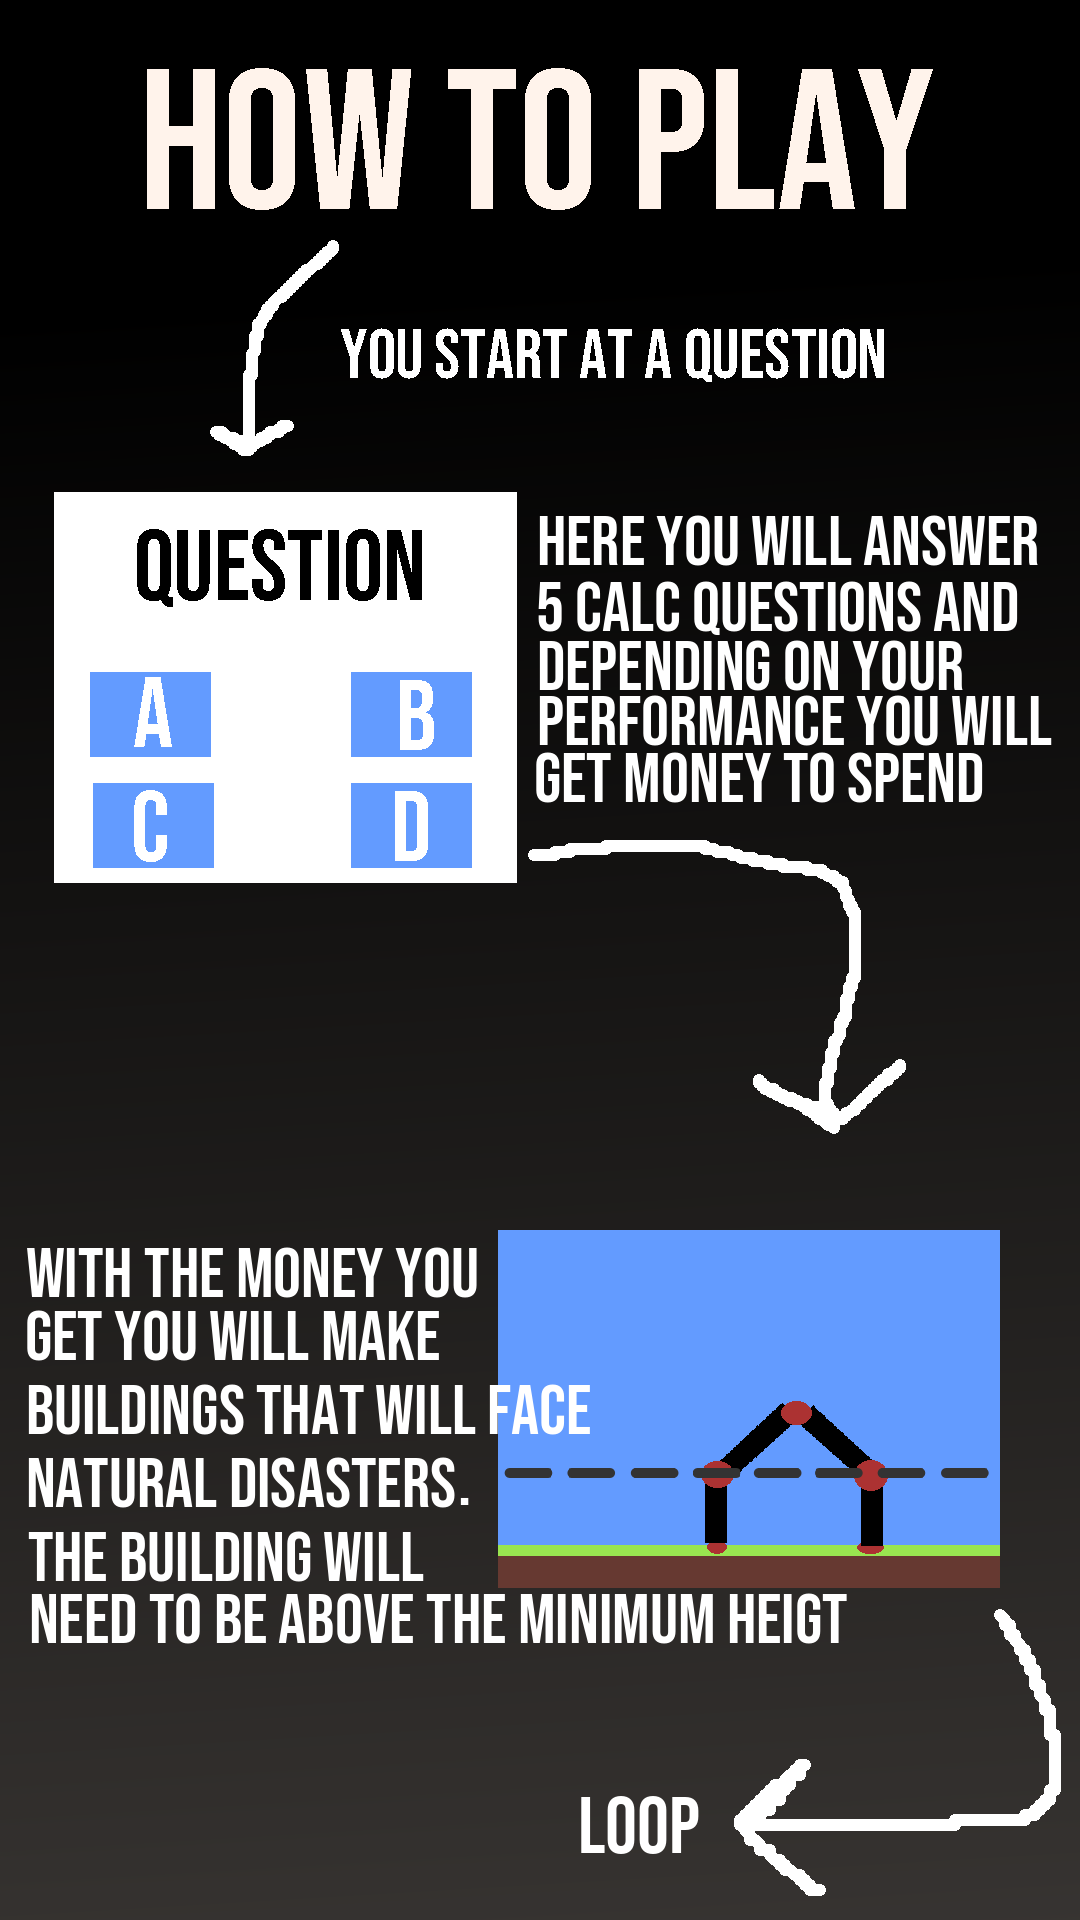 HOW TO PLAY
YOU START AT A QUESTION
QUESTION
A
B
C
D
HERE YOU WILL ANSWER
5 CALC QUESTIONS AND
DEPENDING ON YOUR
PERFORMANCE YOU WILL
GET MONEY TO SPEND
WITH THE MONEY YOU
GET YOU WILL MAKE
BUILDINGS THAT WILL FACE
NATURAL DISASTERS.
THE BUILDING WILL
NEED TO BE ABOVE THE MINIMUM HEIGT
LOOP